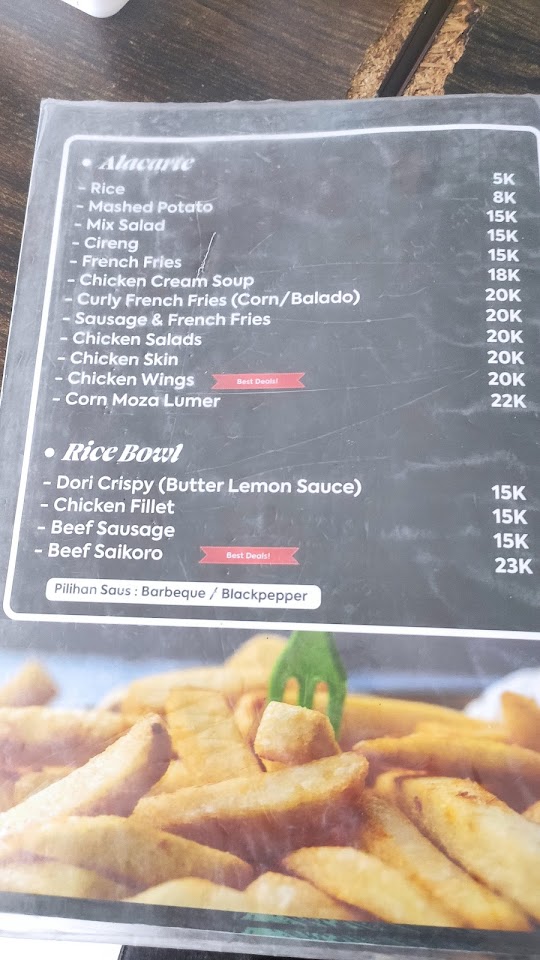 • Alacarte
- Rice 5K
- Mashed Potato 8K
- Mix Salad 15K
- Cireng 15K
- French Fries 15K
- Chicken Cream Soup 18K
- Curly French Fries (Corn/Balado) 20K
- Sausage & French Fries 20K
- Chicken Salads 20K
- Chicken Skin 20K
- Chicken Wings Best Deals! 20K
- Corn Moza Lumer 22K
• Rice Bowl
- Dori Crispy (Butter Lemon Sauce) 15K
- Chicken Fillet 15K
- Beef Sausage 15K
- Beef Saikoro Best Deals! 23K
Pilihan Saus : Barbeque / Blackpepper